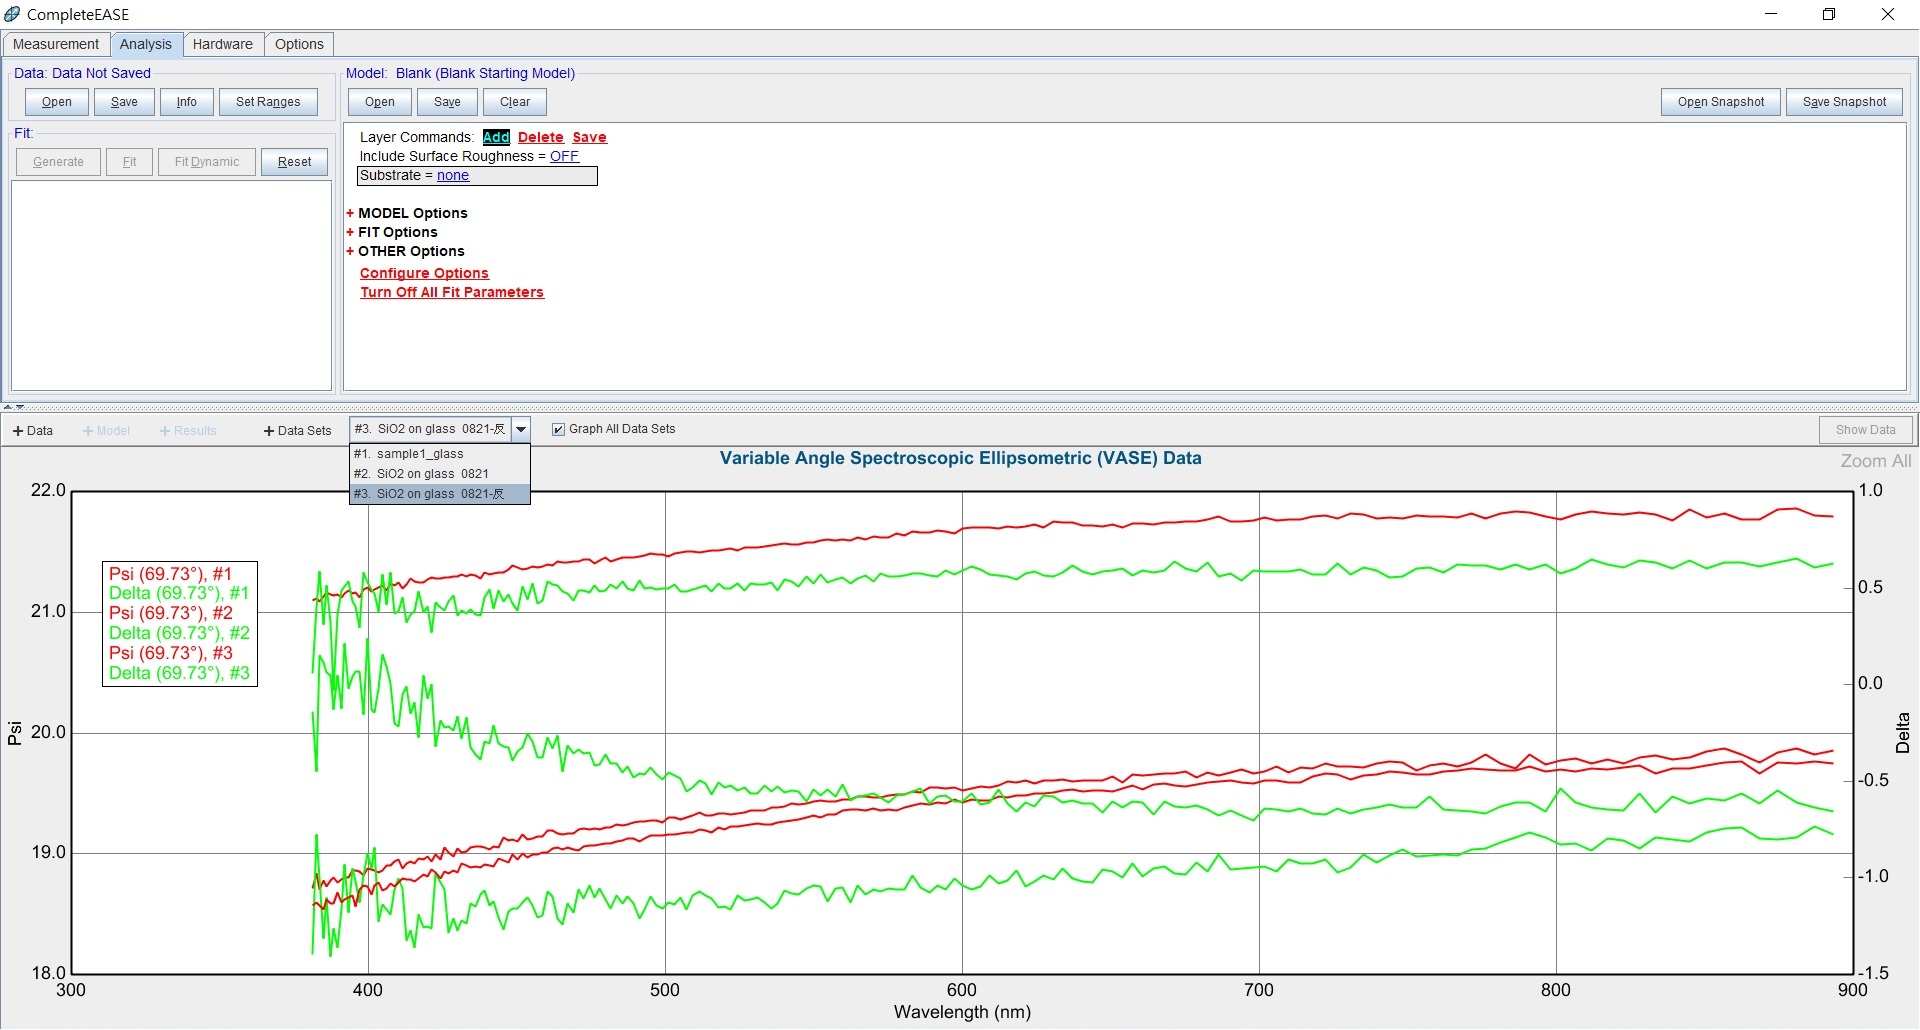 CompleteEASE
Measurement Analysis Hardware Options
Data: Data Not Saved
Open Save Info Set Ranges
Fit:
Generate Fit Fit Dynamic Reset
Model: Blank (Blank Starting Model)
Open Save Clear Open Snapshot Save Snapshot
Layer Commands: Add Delete Save
Include Surface Roughness = OFF
Substrate = none
+ MODEL Options
+ FIT Options
+ OTHER Options
Configure Options
Turn Off All Fit Parameters
+ Data + Model + Results + Data Sets #3. SiO2 on glass 0821-反 Graph All Data Sets Show Data
#1. sample1_glass
#2. SiO2 on glass 0821
#3. SiO2 on glass 0821-反
Variable Angle Spectroscopic Ellipsometric (VASE) Data
Zoom All
Psi (69.73°), #1
Delta (69.73°), #1
Psi (69.73°), #2
Delta (69.73°), #2
Psi (69.73°), #3
Delta (69.73°), #3
22.0
21.0
20.0
19.0
18.0
Psi
1.0
0.5
0.0
-0.5
-1.0
-1.5
Delta
300 400 500 600 700 800 900
Wavelength (nm)